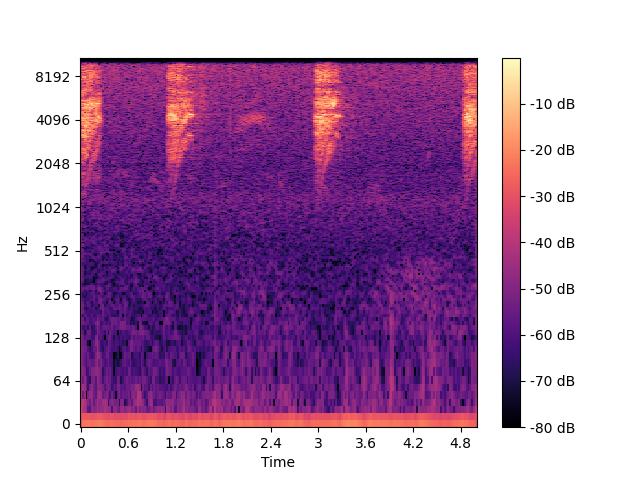 8192
4096
2048
1024
512
256
128
64
0
Hz
0 0.6 1.2 1.8 2.4 3 3.6 4.2 4.8
Time
-10 dB
-20 dB
-30 dB
-40 dB
-50 dB
-60 dB
-70 dB
-80 dB